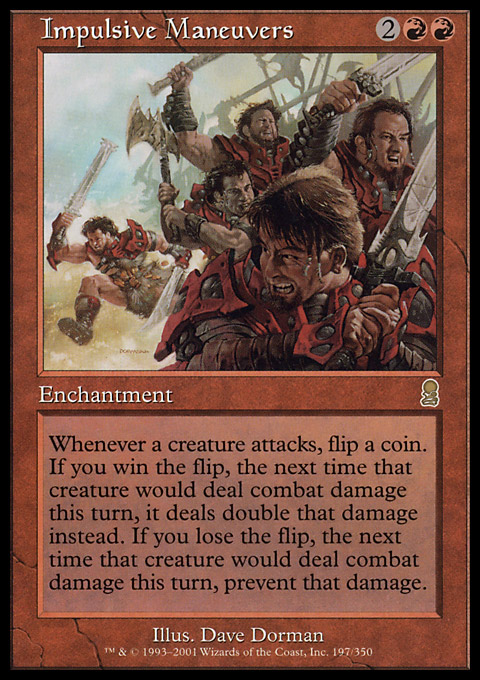 Impulsive Maneuvers 2
Enchantment
Whenever a creature attacks, flip a coin.
If you win the flip, the next time that
creature would deal combat damage
this turn, it deals double that damage
instead. If you lose the flip, the next
time that creature would deal combat
damage this turn, prevent that damage.
Illus. Dave Dorman
™ & © 1993–2001 Wizards of the Coast, Inc. 197/350